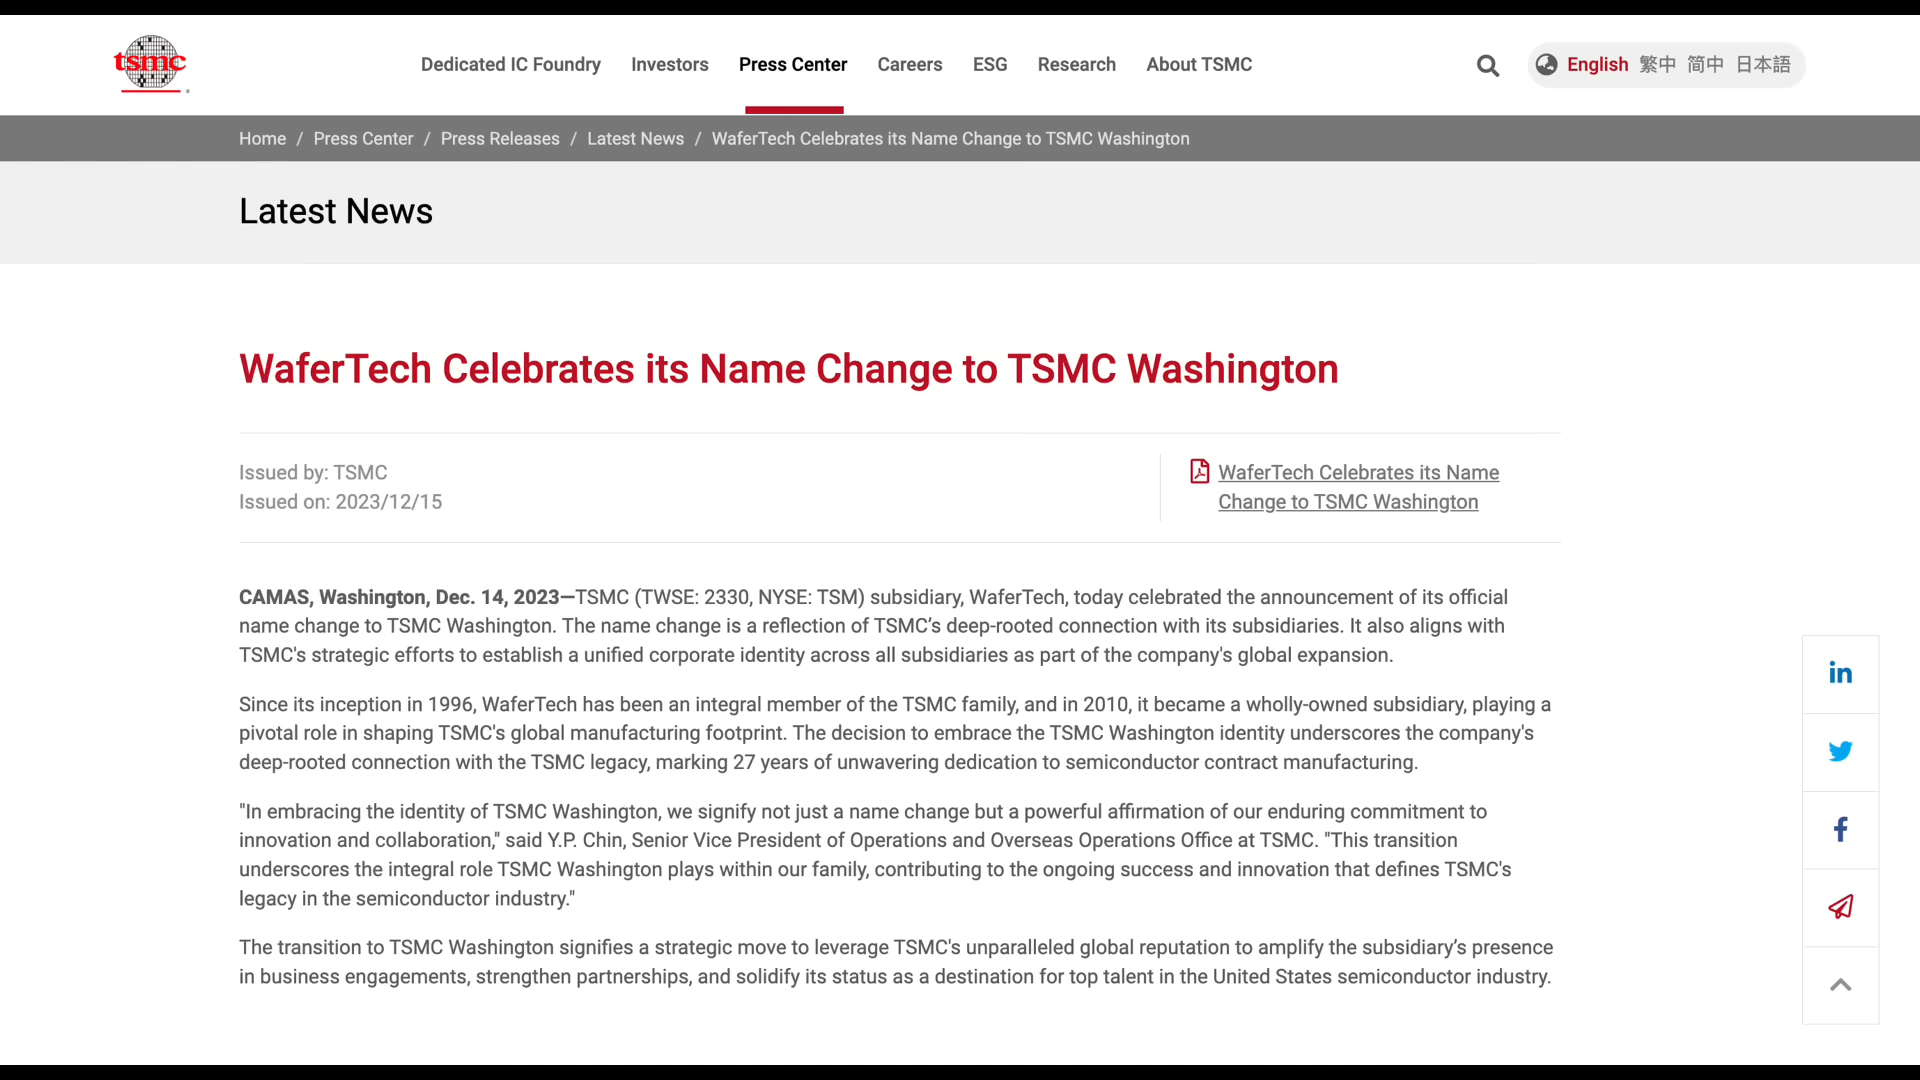 tsmc
Dedicated IC Foundry Investors Press Center Careers ESG Research About TSMC
English 繁中 简中 日本語
Home / Press Center / Press Releases / Latest News / WaferTech Celebrates its Name Change to TSMC Washington
Latest News
WaferTech Celebrates its Name Change to TSMC Washington
Issued by: TSMC
Issued on: 2023/12/15
WaferTech Celebrates its Name
Change to TSMC Washington
CAMAS, Washington, Dec. 14, 2023—TSMC (TWSE: 2330, NYSE: TSM) subsidiary, WaferTech, today celebrated the announcement of its official
name change to TSMC Washington. The name change is a reflection of TSMC’s deep-rooted connection with its subsidiaries. It also aligns with
TSMC's strategic efforts to establish a unified corporate identity across all subsidiaries as part of the company's global expansion.
Since its inception in 1996, WaferTech has been an integral member of the TSMC family, and in 2010, it became a wholly-owned subsidiary, playing a
pivotal role in shaping TSMC's global manufacturing footprint. The decision to embrace the TSMC Washington identity underscores the company's
deep-rooted connection with the TSMC legacy, marking 27 years of unwavering dedication to semiconductor contract manufacturing.
"In embracing the identity of TSMC Washington, we signify not just a name change but a powerful affirmation of our enduring commitment to
innovation and collaboration," said Y.P. Chin, Senior Vice President of Operations and Overseas Operations Office at TSMC. "This transition
underscores the integral role TSMC Washington plays within our family, contributing to the ongoing success and innovation that defines TSMC's
legacy in the semiconductor industry."
The transition to TSMC Washington signifies a strategic move to leverage TSMC's unparalleled global reputation to amplify the subsidiary’s presence
in business engagements, strengthen partnerships, and solidify its status as a destination for top talent in the United States semiconductor industry.